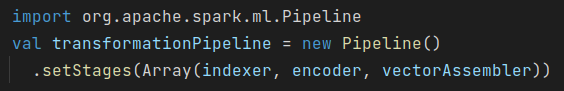 import org.apache.spark.ml.Pipeline
val transformationPipeline = new Pipeline()
  .setStages(Array(indexer, encoder, vectorAssembler))